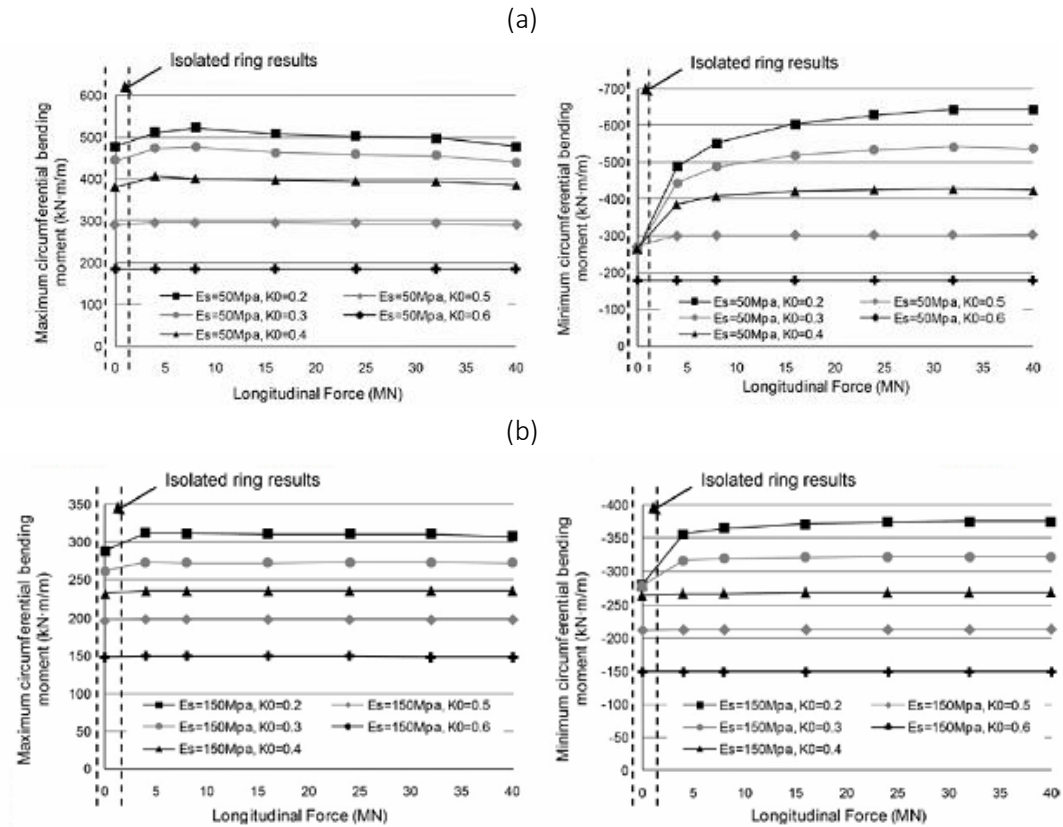 (a)
Isolated ring results
Maximum circumferential bending
moment (kN·m/m)
600
500
400
300
200
100
0
Es=50Mpa, K0=0.2
Es=50Mpa, K0=0.5
Es=50Mpa, K0=0.3
Es=50Mpa, K0=0.6
Es=50Mpa, K0=0.4
0 5 10 15 20 25 30 35 40
Longitudinal Force (MN)
Isolated ring results
Minimum circumferential bending
moment (kN·m/m)
-700
-600
-500
-400
-300
-200
-100
0
Es=50Mpa, K0=0.2
Es=50Mpa, K0=0.5
Es=50Mpa, K0=0.3
Es=50Mpa, K0=0.6
Es=50Mpa, K0=0.4
0 5 10 15 20 25 30 35 40
Longitudinal Force (MN)
(b)
Isolated ring results
Maximum circumferential bending
moment (kN·m/m)
350
300
250
200
150
100
50
0
Es=150Mpa, K0=0.2
Es=150Mpa, K0=0.5
Es=150Mpa, K0=0.3
Es=150Mpa, K0=0.6
Es=150Mpa, K0=0.4
0 5 10 15 20 25 30 35 40
Longitudinal Force (MN)
Isolated ring results
Minimum circumferential bending
moment (kN·m/m)
-400
-350
-300
-250
-200
-150
-100
-50
0
Es=150Mpa, K0=0.2
Es=150Mpa, K0=0.5
Es=150Mpa, K0=0.3
Es=150Mpa, K0=0.6
Es=150Mpa, K0=0.4
0 5 10 15 20 25 30 35 40
Longitudinal Force (MN)